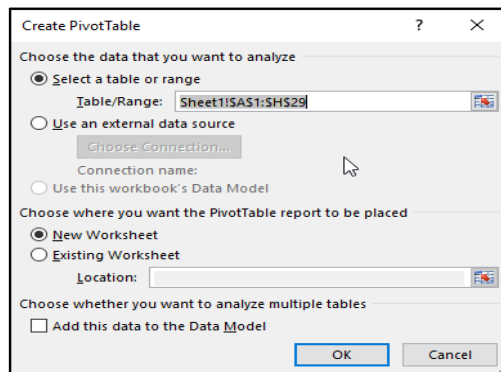 Create PivotTable ? ×
Choose the data that you want to analyze
Select a table or range
Table/Range: Sheet1!$A$1:$H$29
Use an external data source
Choose Connection...
Connection name:
Use this workbook's Data Model
Choose where you want the PivotTable report to be placed
New Worksheet
Existing Worksheet
Location:
Choose whether you want to analyze multiple tables
Add this data to the Data Model
OK Cancel